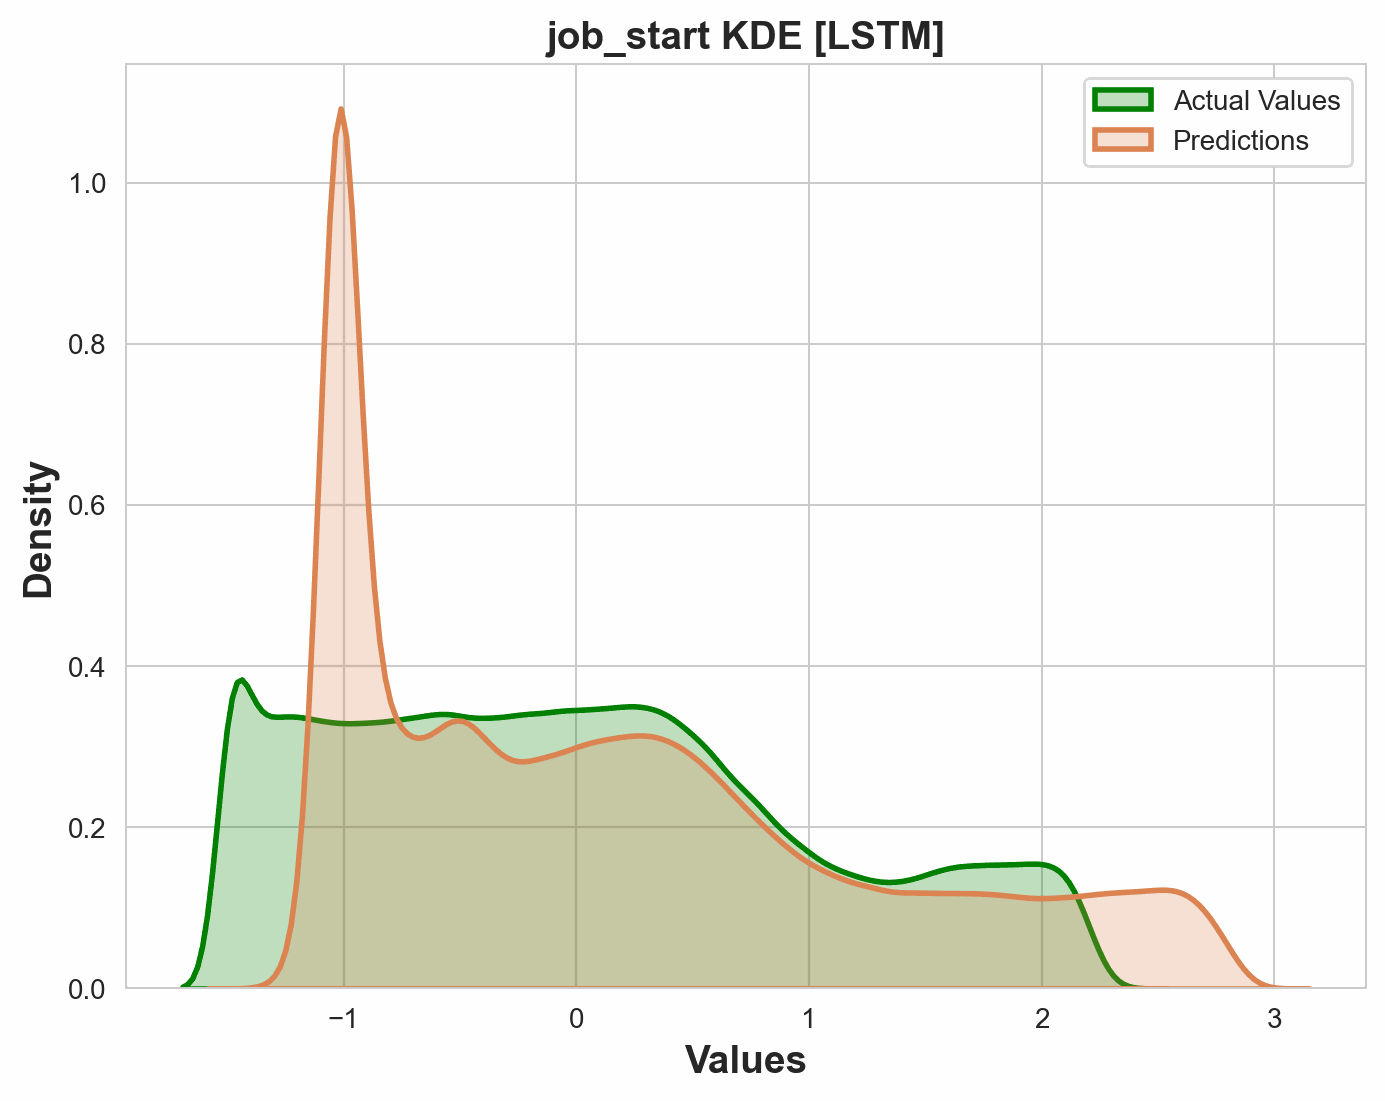 job_start KDE [LSTM]
Actual Values
Predictions
Density
1.0
0.8
0.6
0.4
0.2
0.0
−1
0
1
2
3
Values